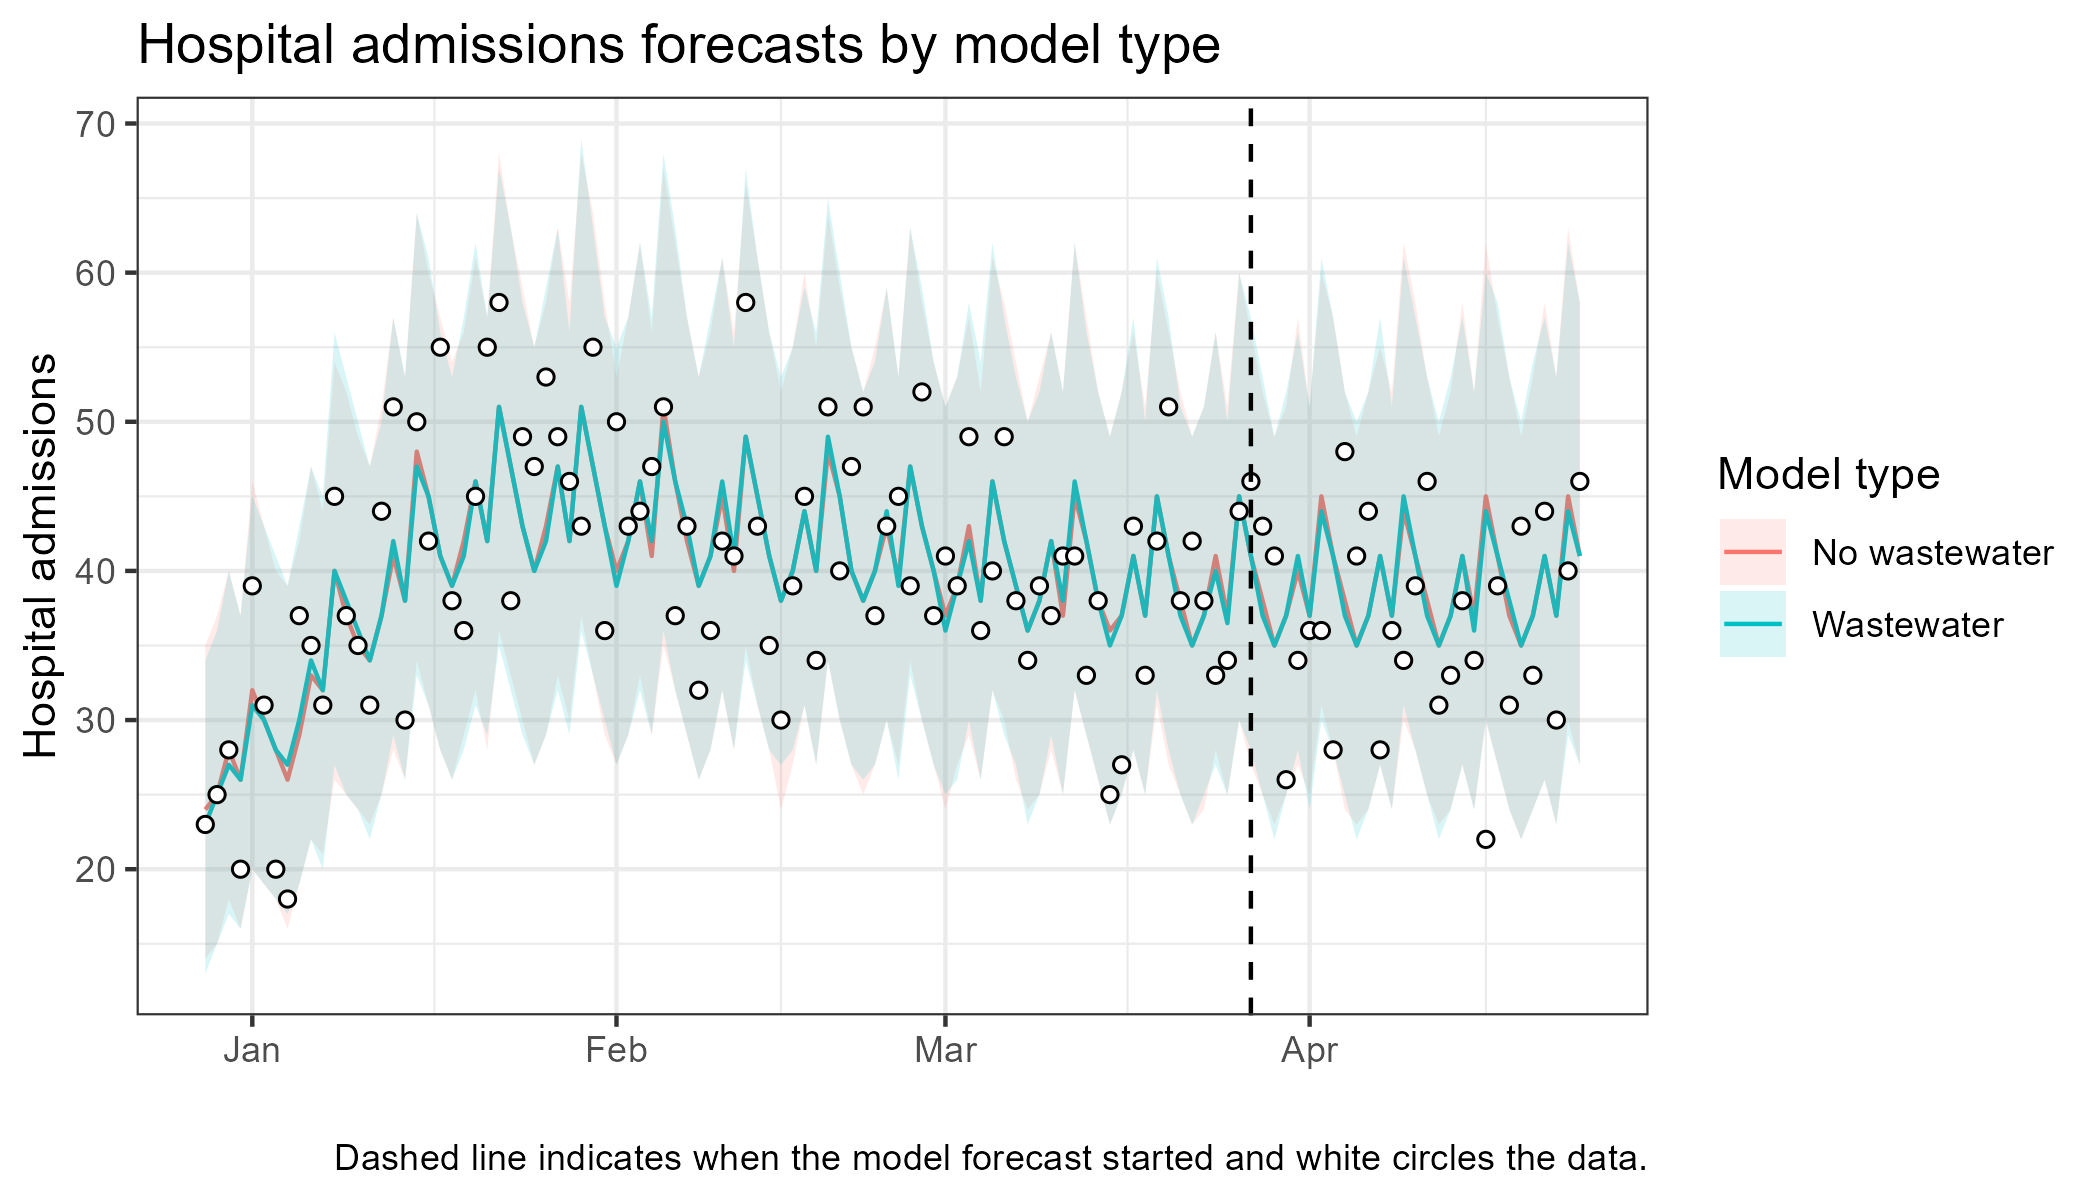 Hospital admissions forecasts by model type
Hospital admissions
70
60
50
40
30
20
Jan
Feb
Mar
Apr
Model type
No wastewater
Wastewater
Dashed line indicates when the model forecast started and white circles the data.